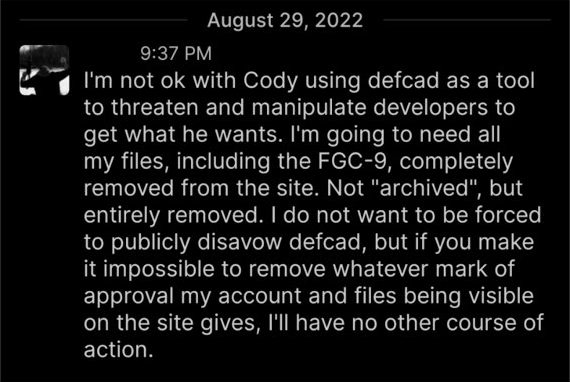 August 29, 2022
9:37 PM
I'm not ok with Cody using defcad as a tool
to threaten and manipulate developers to
get what he wants. I'm going to need all
my files, including the FGC-9, completely
removed from the site. Not "archived", but
entirely removed. I do not want to be forced
to publicly disavow defcad, but if you make
it impossible to remove whatever mark of
approval my account and files being visible
on the site gives, I'll have no other course of
action.